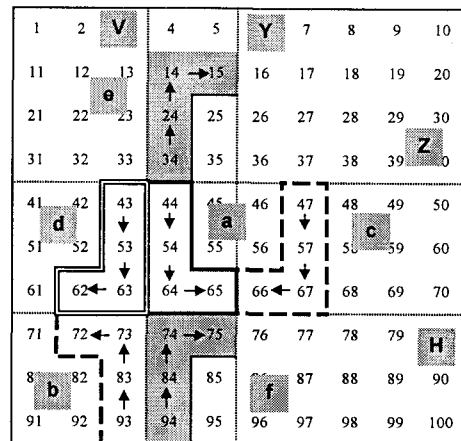 1 2 V 4 5 Y 7 8 9 10
11 12 13 14 15 16 17 18 19 20
e
21 22 23 24 25 26 27 28 29 30
Z
31 32 33 34 35 36 37 38 39
41 42 43 44 45 46 47 48 49 50
d a c
51 52 53 54 56 57 59 60
61 62 63 64 65 66 67 68 69 70
71 72 73 74 75 76 77 78 79
H
82 83 84 85 87 88 89 90
b f
91 92 93 94 95 96 97 98 99 100